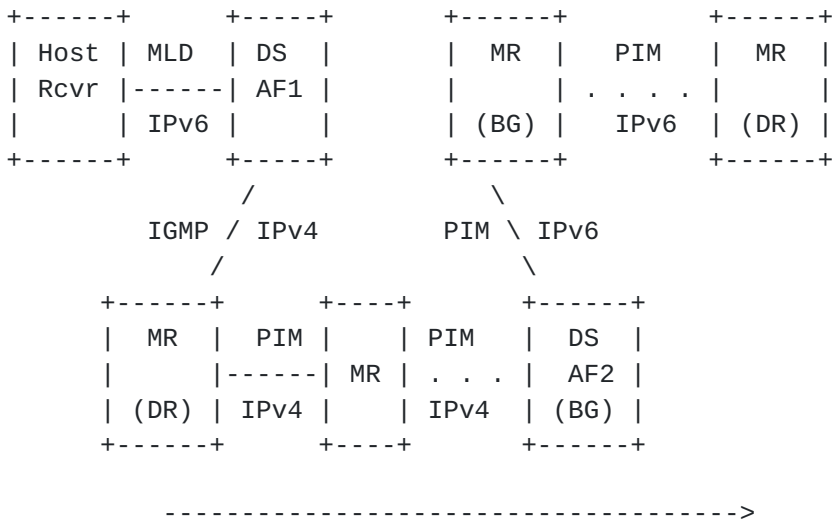 +------+ +-----+ +------+ +------+
| Host | MLD | DS | | MR | PIM | MR |
| Rcvr |------| AF1 | | | . . . . | |
| | IPv6 | | | (BG) | IPv6 | (DR) |
+------+ +-----+ +------+ +------+
/ \
IGMP / IPv4 PIM \ IPv6
/ \
+------+ +----+ +------+
| MR | PIM | | PIM | DS |
| |------| MR | . . . | AF2 |
| (DR) | IPv4 | | IPv4 | (BG) |
+------+ +----+ +------+
------------------------------------->